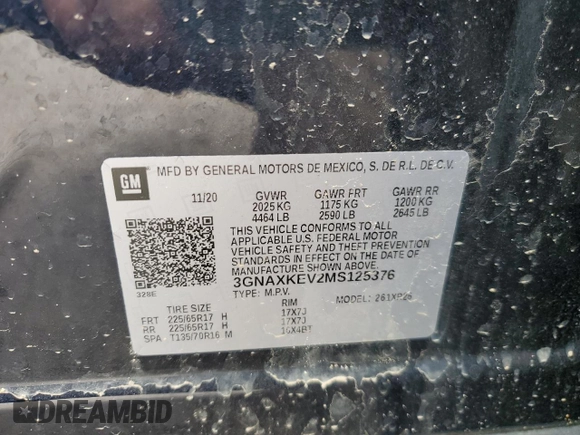 GM
MFD BY GENERAL MOTORS DE MEXICO, S. DE R.L. DE C.V.
11/20 GVWR GAWR FRT GAWR RR
2025 KG 1175 KG 1200 KG
4464 LB 2590 LB 2645 LB
THIS VEHICLE CONFORMS TO ALL
APPLICABLE U.S. FEDERAL MOTOR
VEHICLE SAFETY STANDARDS IN
EFFECT ON THE DATE OF
MANUFACTURE SHOWN ABOVE.
3GNAXKEV2MS125376
328E TYPE: M.P.V. MODEL: 261XP26
TIRE SIZE RIM
FRT 225/65R17 H 17X7J
RR 225/65R17 H 17X7J
SPA T135/70R16 M 16X4BT
DREAMBID